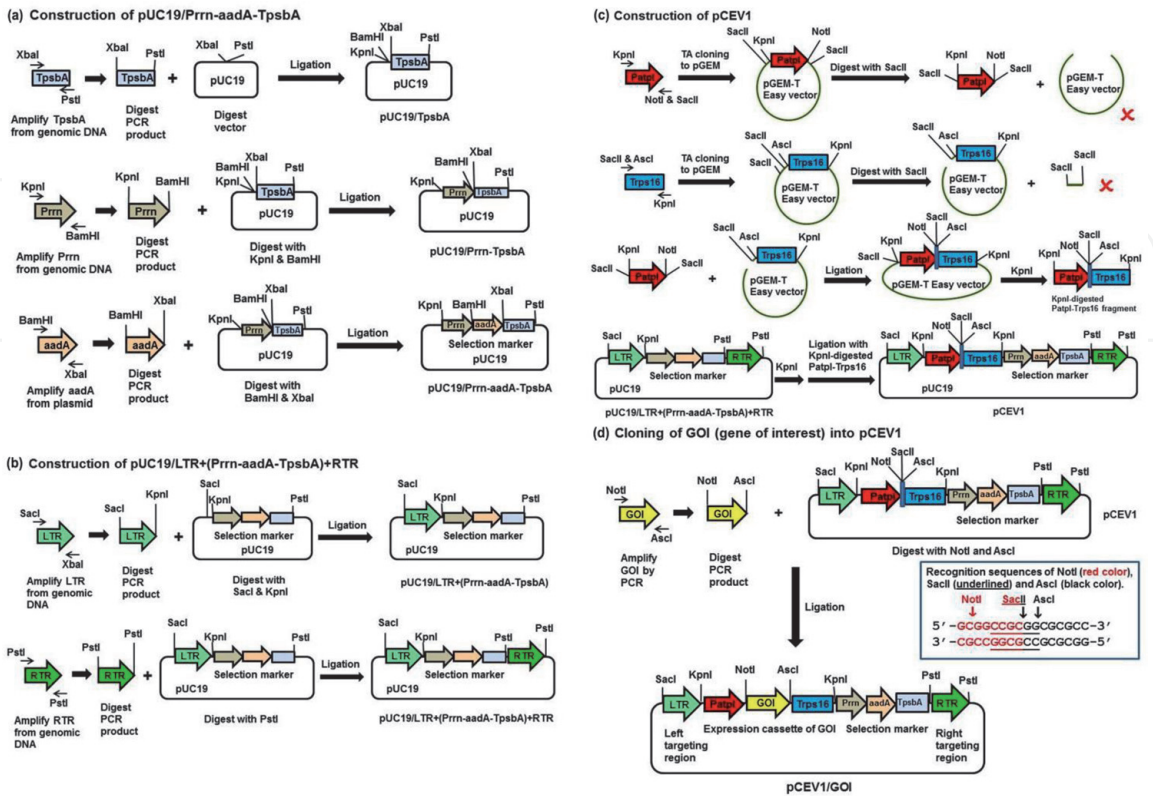 (a) Construction of pUC19/Prrn-aadA-TpsbA
XbaI
TpsbA
PstI
Amplify TpsbA
from genomic DNA
XbaI
PstI
TpsbA
Digest
PCR
product
+
XbaI
PstI
pUC19
Digest
vector
Ligation
XbaI
BamHI
KpnI
PstI
TpsbA
pUC19
pUC19/TpsbA
KpnI
Prrn
BamHI
Amplify Prrn
from genomic DNA
KpnI
BamHI
Prrn
Digest
PCR
product
+
XbaI
BamHI
KpnI
PstI
TpsbA
pUC19
Digest with
KpnI & BamHI
Ligation
XbaI
BamHI
KpnI
PstI
Prrn
TpsbA
pUC19
pUC19/Prrn-TpsbA
BamHI
aadA
XbaI
Amplify aadA
from plasmid
BamHI
XbaI
aadA
Digest
PCR
product
+
XbaI
BamHI
KpnI
PstI
Prrn
TpsbA
pUC19
Digest with
BamHI & XbaI
Ligation
KpnI
BamHI
XbaI
PstI
Prrn
aadA
TpsbA
Selection marker
pUC19
pUC19/Prrn-aadA-TpsbA
(b) Construction of pUC19/LTR+(Prrn-aadA-TpsbA)+RTR
SacI
LTR
XbaI
Amplify LTR
from genomic
DNA
SacI
KpnI
LTR
Digest
PCR
product
+
SacI
KpnI
PstI
Selection marker
pUC19
Digest with
SacI & KpnI
Ligation
SacI
KpnI
PstI
LTR
Selection marker
pUC19
pUC19/LTR+(Prrn-aadA-TpsbA)
PstI
RTR
PstI
Amplify RTR
from genomic
DNA
PstI
PstI
RTR
Digest
PCR
product
+
SacI
KpnI
PstI
LTR
Selection marker
pUC19
Digest with PstI
Ligation
SacI
KpnI
PstI
PstI
LTR
RTR
Selection marker
pUC19
pUC19/LTR+(Prrn-aadA-TpsbA)+RTR
(c) Construction of pCEV1
KpnI
Patpl
NotI & SacII
TA cloning
to pGEM
SacII
KpnI
NotI
SacII
Patpl
pGEM-T
Easy vector
Digest with SacII
KpnI
NotI
SacII
SacII
Patpl
+
pGEM-T
Easy vector
✘
SacII & AscI
Trps16
KpnI
TA cloning
to pGEM
SacII
AscI
SacII
KpnI
Trps16
pGEM-T
Easy vector
Digest with SacII
SacII
AscI
KpnI
Trps16
pGEM-T
Easy vector
+
SacII
SacII
✘
KpnI
NotI
SacII
SacII
Patpl
+
SacII
AscI
KpnI
Trps16
pGEM-T
Easy vector
Ligation
SacII
NotI
AscI
KpnI
KpnI
Patpl
Trps16
pGEM-T Easy vector
KpnI
SacII
NotI
AscI
KpnI
KpnI
Patpl
Trps16
KpnI-digested
Patpl-Trps16 fragment
SacI
KpnI
PstI
PstI
LTR
RTR
Selection marker
pUC19
pUC19/LTR+(Prrn-aadA-TpsbA)+RTR
KpnI
Ligation with
KpnI-digested
Patpl-Trps16
SacI
KpnI
NotI
SacII
AscI
KpnI
PstI
PstI
LTR
Patpl
Trps16
Prrn
aadA
TpsbA
RTR
pUC19
Selection marker
pCEV1
(d) Cloning of GOI (gene of interest) into pCEV1
NotI
GOI
AscI
Amplify
GOI by
PCR
NotI
AscI
GOI
Digest
PCR
product
+
SacI
KpnI
NotI
SacII
AscI
KpnI
PstI
PstI
LTR
Patpl
Trps16
Prrn
aadA
TpsbA
RTR
Selection marker
pCEV1
Digest with NotI and AscI
Ligation
Recognition sequences of NotI (red color),
SacII (underlined) and AscI (black color).
NotI SacII AscI
5′ -GCGGCCGCGGCGCGCC-3′
3′ -CGCCGGCGCCGCGCGG-5′
SacI
KpnI
NotI
AscI
KpnI
PstI
PstI
LTR
Patpl
GOI
Trps16
Prrn
aadA
TpsbA
RTR
Left
targeting
region
Expression cassette of GOI
Selection marker
Right
targeting
region
pCEV1/GOI